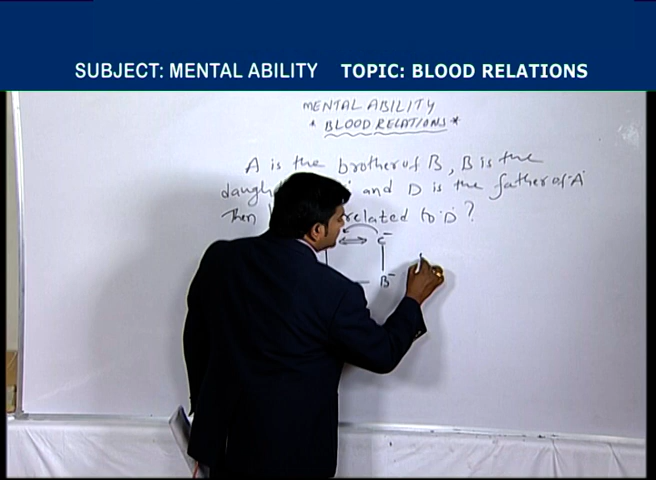 SUBJECT: MENTAL ABILITY TOPIC: BLOOD RELATIONS
MENTAL ABILITY
* BLOOD RELATIONS *
A is the brother of B, B is the
and D is the father of 'A'
Then related to 'D' ?
C -
B -